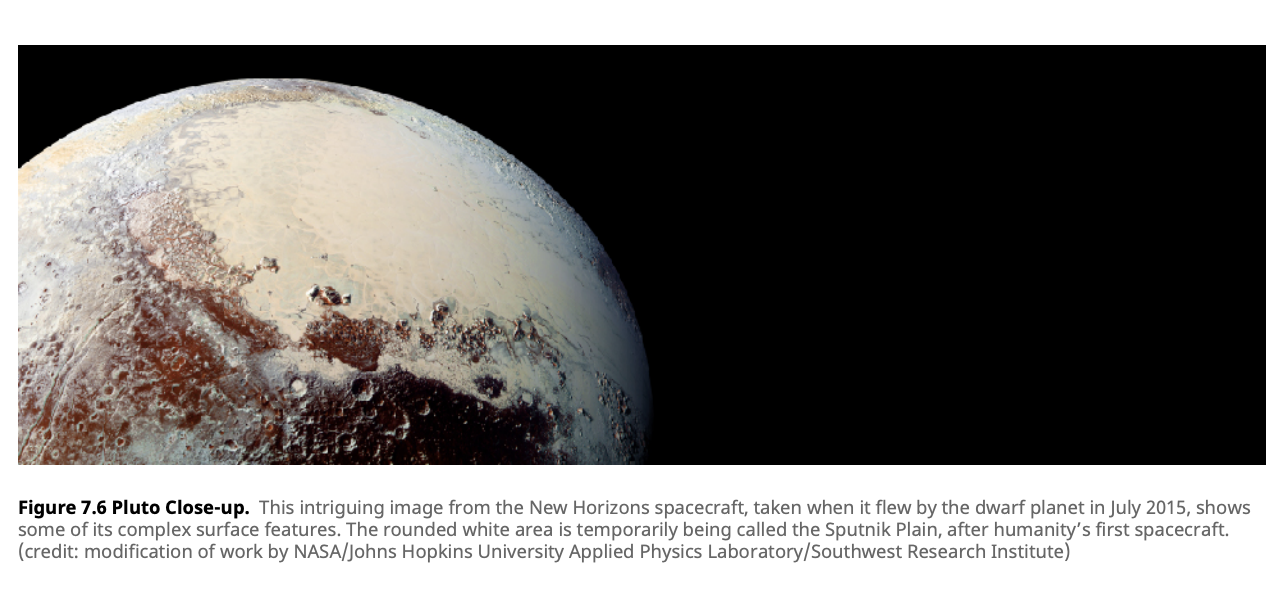 Figure 7.6 Pluto Close-up. This intriguing image from the New Horizons spacecraft, taken when it flew by the dwarf planet in July 2015, shows
some of its complex surface features. The rounded white area is temporarily being called the Sputnik Plain, after humanity’s first spacecraft.
(credit: modification of work by NASA/Johns Hopkins University Applied Physics Laboratory/Southwest Research Institute)